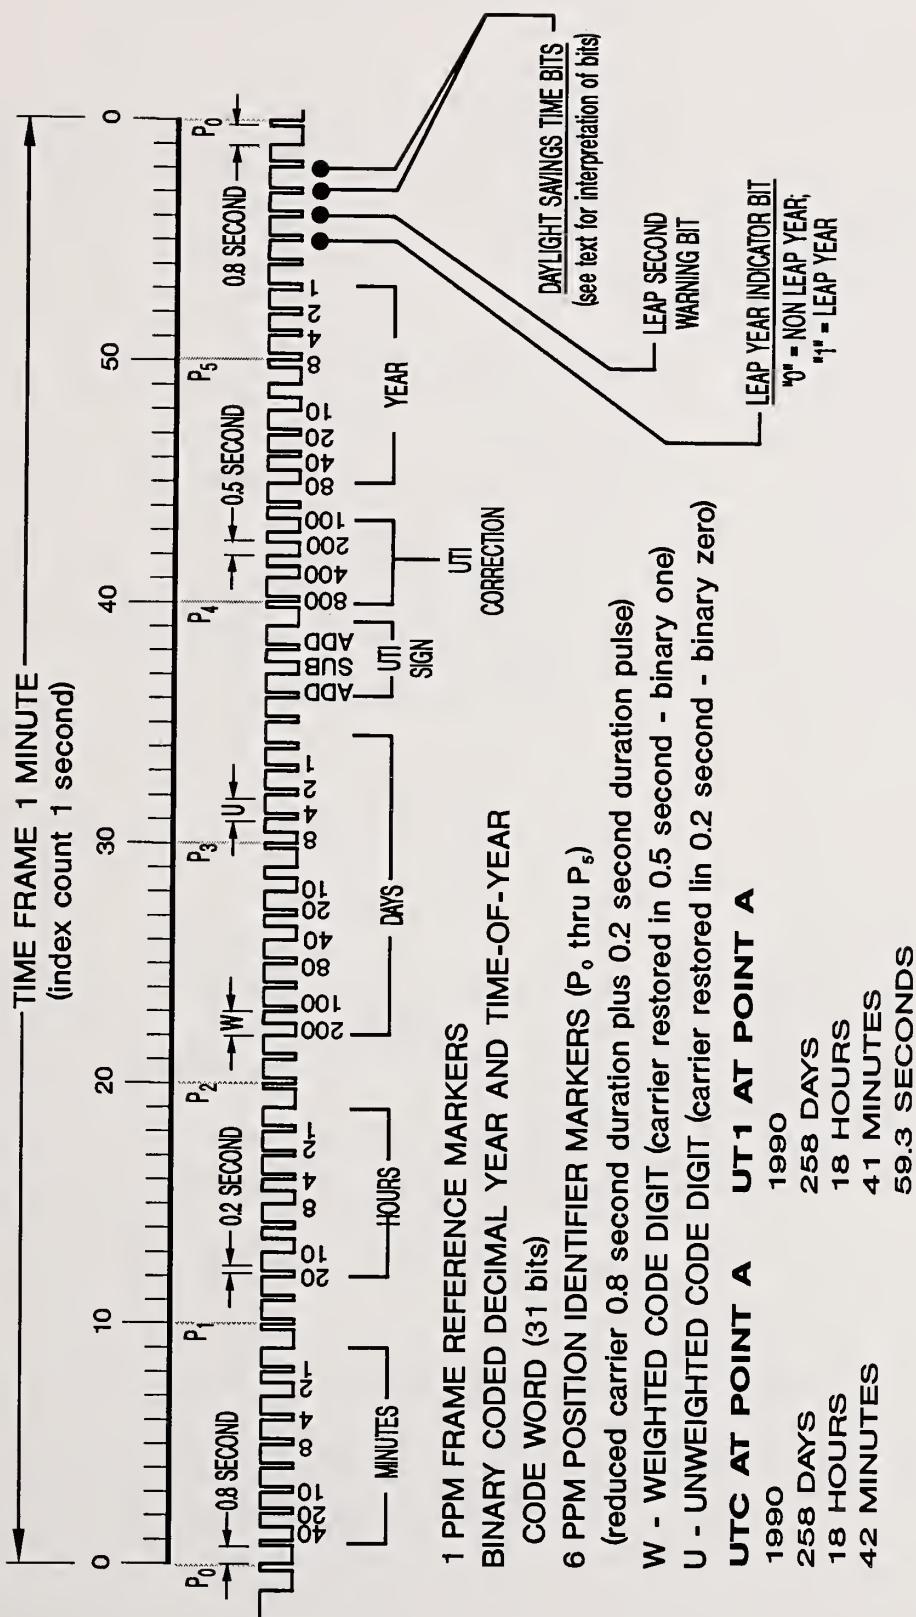 TIME FRAME 1 MINUTE
(index count 1 second)
0
10
20
30
40
50
0
P0
0.8 SECOND
P1
0.2 SECOND
P2
W
P3
U
P4
0.5 SECOND
P5
0.8 SECOND
P0
40
20
10
8
4
2
1
20
10
8
4
2
1
200
100
80
40
20
10
8
4
2
1
ADD
SUB
ADD
800
400
200
100
80
40
20
10
8
4
2
1
MINUTES
HOURS
DAYS
UTI
SIGN
UTI
CORRECTION
YEAR
DAYLIGHT SAVINGS TIME BITS
(see text for interpretation of bits)
LEAP SECOND
WARNING BIT
LEAP YEAR INDICATOR BIT
"0" = NON LEAP YEAR;
"1" = LEAP YEAR
1 PPM FRAME REFERENCE MARKERS
BINARY CODED DECIMAL YEAR AND TIME-OF-YEAR
CODE WORD (31 bits)
6 PPM POSITION IDENTIFIER MARKERS (P0 thru P5)
(reduced carrier 0.8 second duration plus 0.2 second duration pulse)
W - WEIGHTED CODE DIGIT (carrier restored in 0.5 second - binary one)
U - UNWEIGHTED CODE DIGIT (carrier restored lin 0.2 second - binary zero)
UTC AT POINT A
1990
258 DAYS
18 HOURS
42 MINUTES
UT1 AT POINT A
1990
258 DAYS
18 HOURS
41 MINUTES
59.3 SECONDS